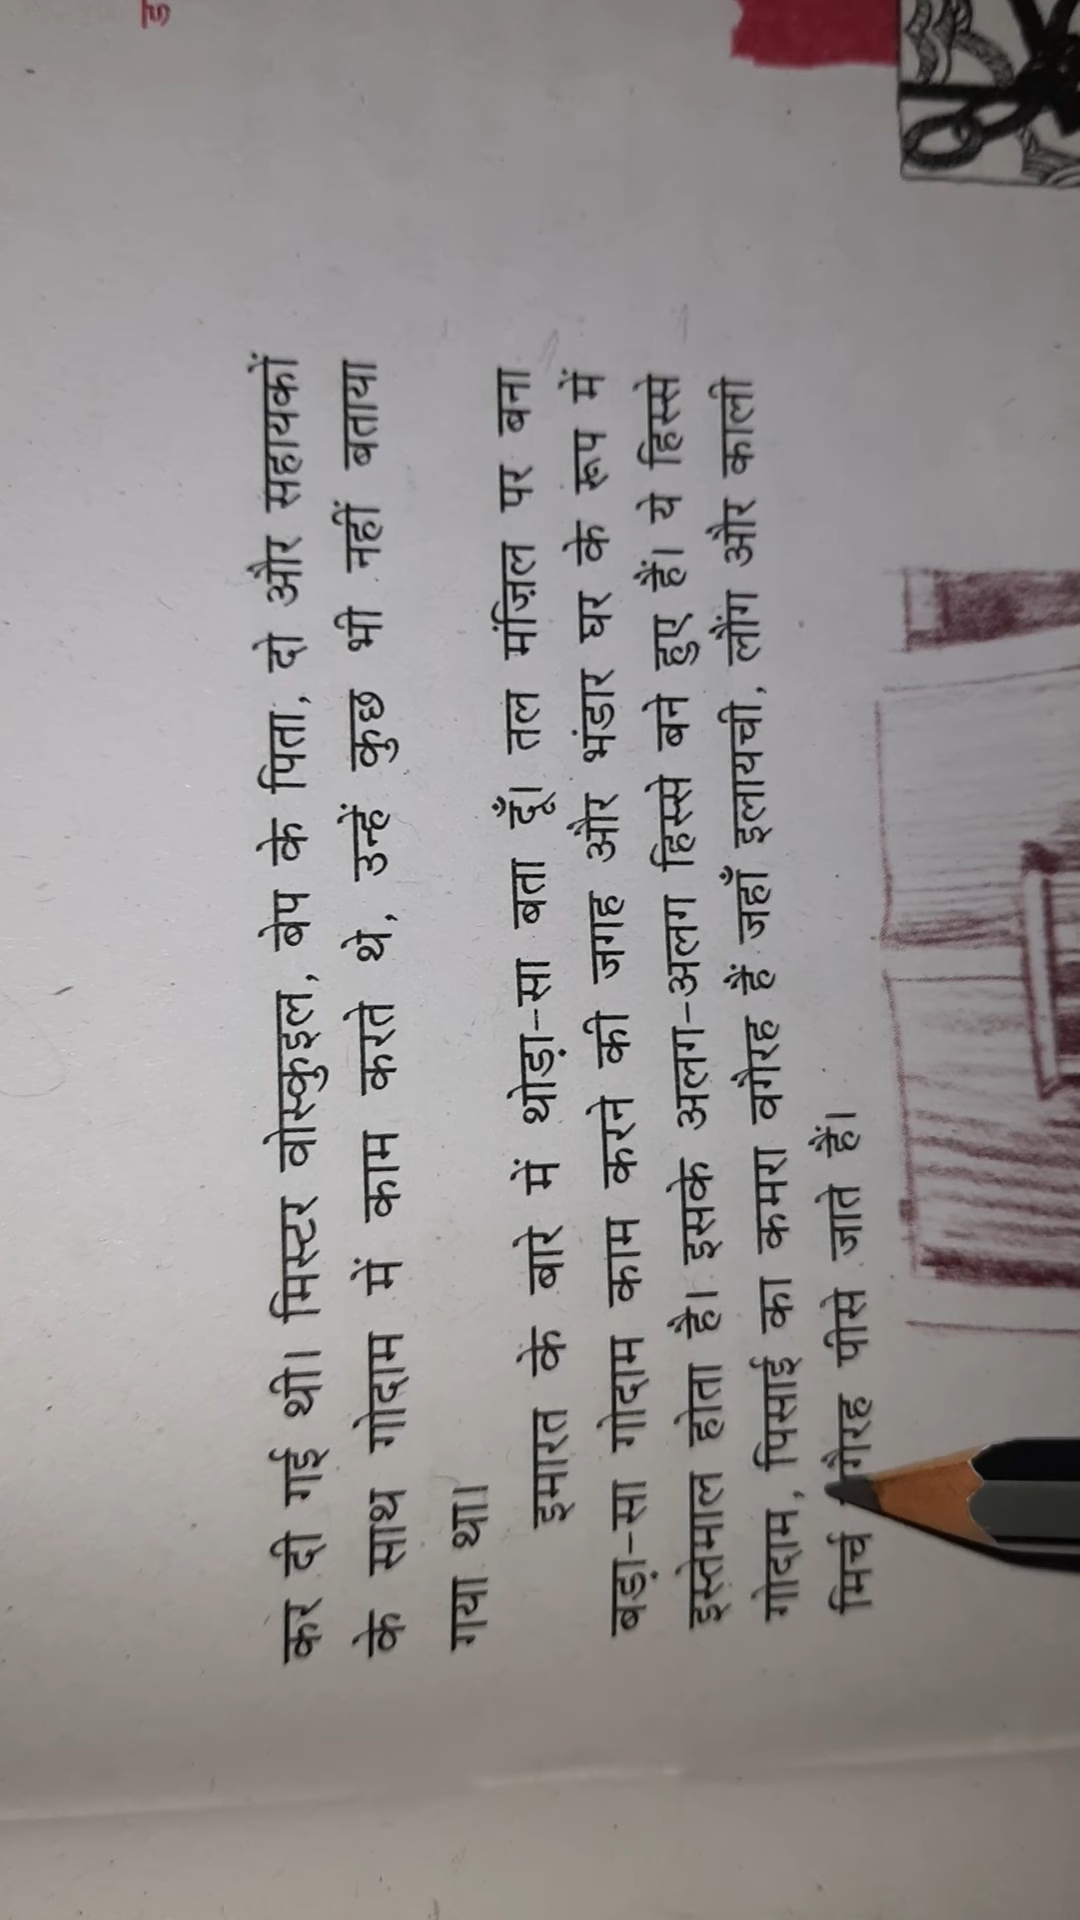 कर दी गई थी। मिस्टर वोस्कुइल, बेप के पिता, दो और सहायकों
के साथ गोदाम में काम करते थे, उन्हें कुछ भी नहीं बताया
गया था।
इमारत के बारे में थोड़ा-सा बता दूँ। तल मंज़िल पर बना
बड़ा-सा गोदाम काम करने की जगह और भंडार घर के रूप में
इस्तेमाल होता है। इसके अलग-अलग हिस्से बने हुए हैं। ये हिस्से
गोदाम, पिसाई का कमरा वगैरह हैं जहाँ इलायची, लौंग और काली
मिर्च वगैरह पीसे जाते हैं।